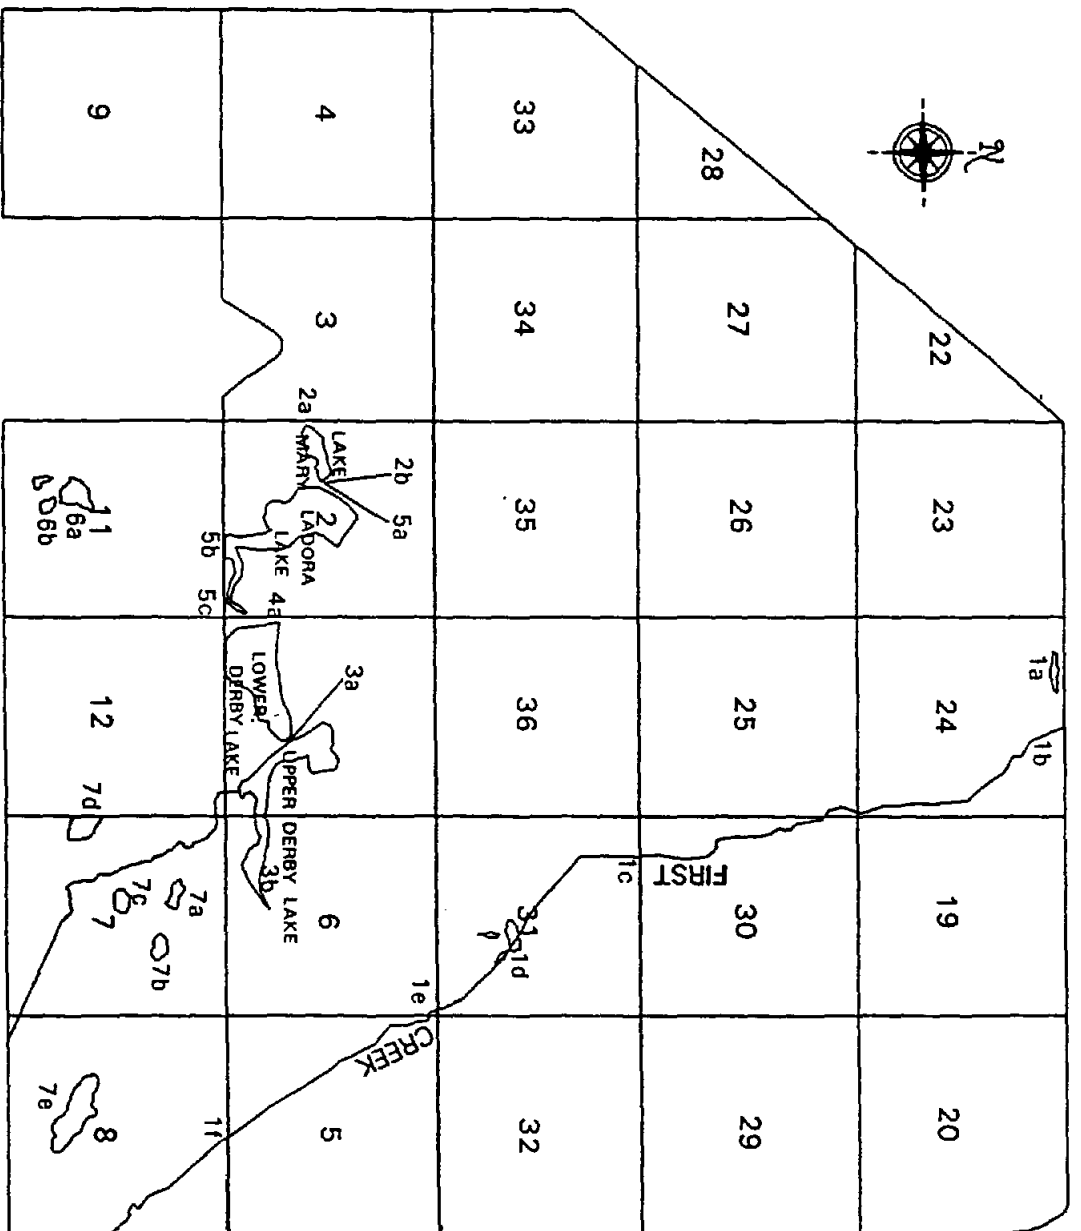 N
1a
1b
22
23
24
19
20
28
27
26
25
30
29
FIRST
1c
33
34
35
36
31
32
1d
1e
CREEK
4
3
2
6
5
2a
2b
5a
LAKE
MARY
LADORA
LAKE
3a
4a
LOWER
DERBY LAKE
UPPER DERBY LAKE
3b
5b
5c
1f
9
11
12
7
8
6a
6b
7a
7b
7c
7d
7e